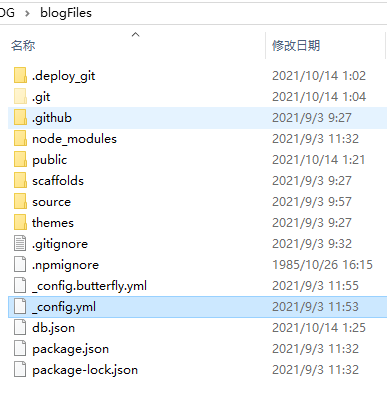 OG > blogFiles
名称 修改日期
.deploy_git 2021/10/14 1:02
.git 2021/10/14 1:04
.github 2021/9/3 9:27
node_modules 2021/9/3 11:32
public 2021/10/14 1:21
scaffolds 2021/9/3 9:27
source 2021/9/3 9:57
themes 2021/9/3 9:27
.gitignore 2021/9/3 9:32
.npmignore 1985/10/26 16:15
_config.butterfly.yml 2021/9/3 11:55
_config.yml 2021/9/3 11:53
db.json 2021/10/14 1:25
package.json 2021/9/3 11:32
package-lock.json 2021/9/3 11:32